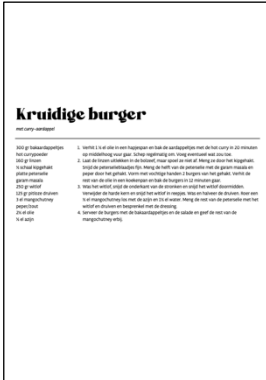 Kruidige burger
met curry-aardappel
300 gr bakaardappeltjes
hot currypowder
100 gr linzen
½ schaal kipgehakt
platte peterselie
garam masala
250 gr witlof
125 gr pitloze druiven
3 el mangochutney
peper/zout
2½ el olie
½ el azijn
1. Verhit 1 ½ el olie in een hapjespan en bak de aardappeltjes met de hot curry in 20 minuten
op middelhoog vuur gaar. Schep regelmatig om. Voeg eventueel wat zou toe.
2. Laat de linzen uitlekken in de bolzeef, maar spoel ze niet af. Meng ze door het kipgehakt.
Snijd de peterselieblaadjes fijn. Meng de helft van de peterselie met de garam masala en
peper door het gehakt. Vorm met vochtige handen 2 burgers van het gehakt. Verhit de
rest van de olie in een koekenpan en bak de burgers in 12 minuten gaar.
3. Was het witlof, snijd de onderkant van de stronken en snijd het witlof doormidden.
Verwijder de harde kern en snijd het witlof in reepjes. Was en halveer de druiven. Roer een
½ el mangochutney los met de azijn en el water. Meng de rest van de peterselie met het
witlof en druiven en besprenkel met de dressing.
4. Serveer de burgers met de bakaardappeltjes en de salade en geef de rest van de
mangochutney erbij.